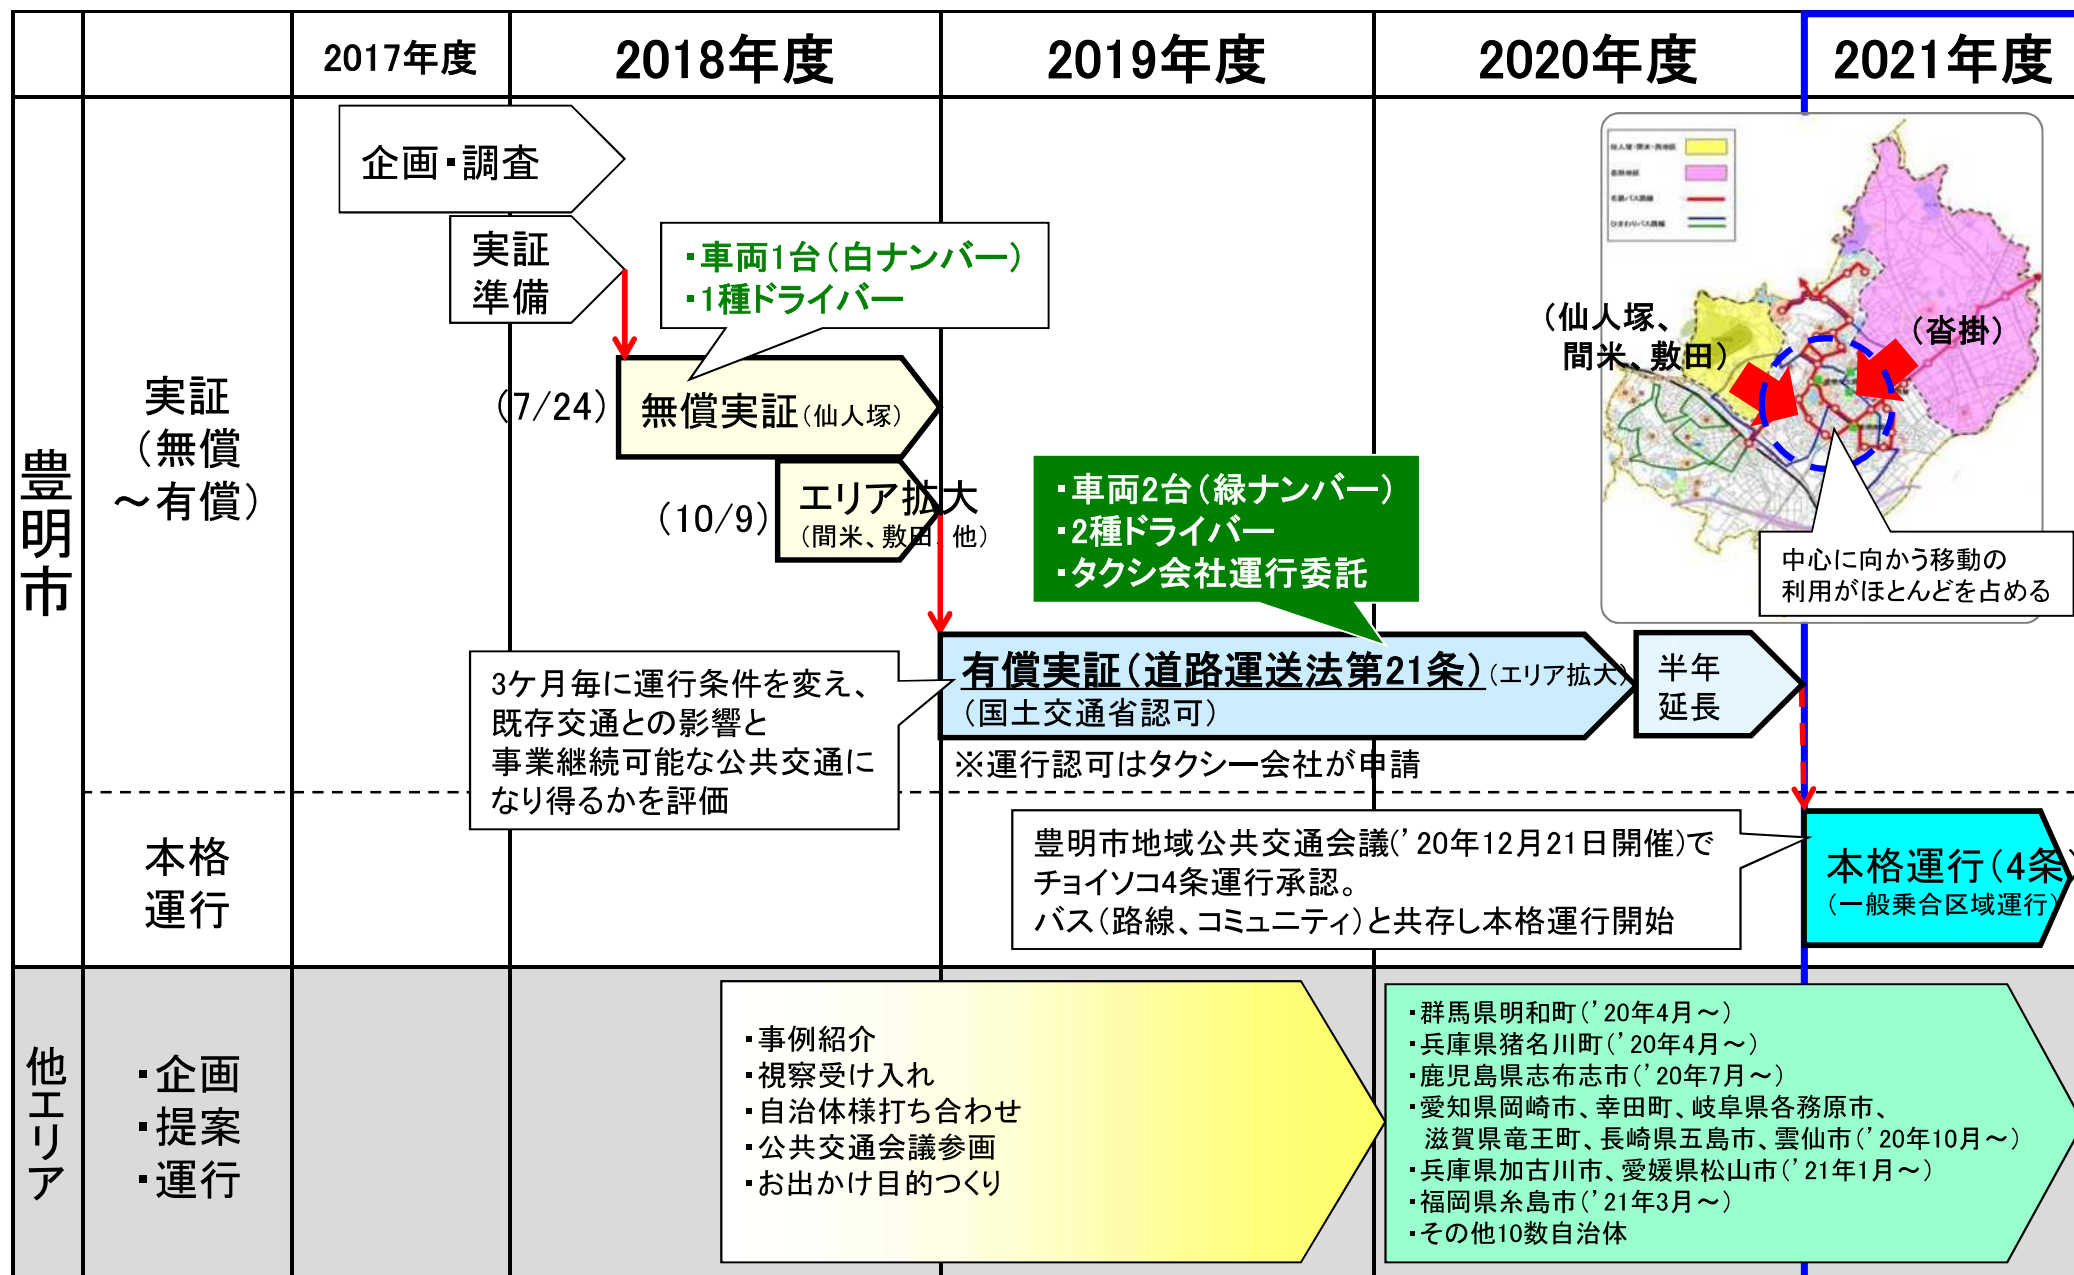 2017年度
2018年度
2019年度
2020年度
2021年度
豊明市
実証
（無償
～有償）
企画・調査
実証
準備
・車両1台（白ナンバー）
・1種ドライバー
（7/24）
無償実証（仙人塚）
（10/9）
エリア拡大
（間米、敷田、他）
・車両2台（緑ナンバー）
・2種ドライバー
・タクシ会社運行委託
（仙人塚、
間米、敷田）
（沓掛）
中心に向かう移動の
利用がほとんどを占める
3ケ月毎に運行条件を変え、
既存交通との影響と
事業継続可能な公共交通に
なり得るかを評価
有償実証（道路運送法第21条）（エリア拡大）
（国土交通省認可）
半年
延長
※運行認可はタクシー会社が申請
本格
運行
豊明市地域公共交通会議（’20年12月21日開催）で
チョイソコ4条運行承認。
バス（路線、コミュニティ）と共存し本格運行開始
本格運行（4条）
（一般乗合区域運行）
他エリア
・企画
・提案
・運行
・事例紹介
・視察受け入れ
・自治体様打ち合わせ
・公共交通会議参画
・お出かけ目的つくり
・群馬県明和町（’20年4月～）
・兵庫県猪名川町（’20年4月～）
・鹿児島県志布志市（’20年7月～）
・愛知県岡崎市、幸田町、岐阜県各務原市、
滋賀県竜王町、長崎県五島市、雲仙市（’20年10月～）
・兵庫県加古川市、愛媛県松山市（’21年1月～）
・福岡県糸島市（’21年3月～）
・その他10数自治体